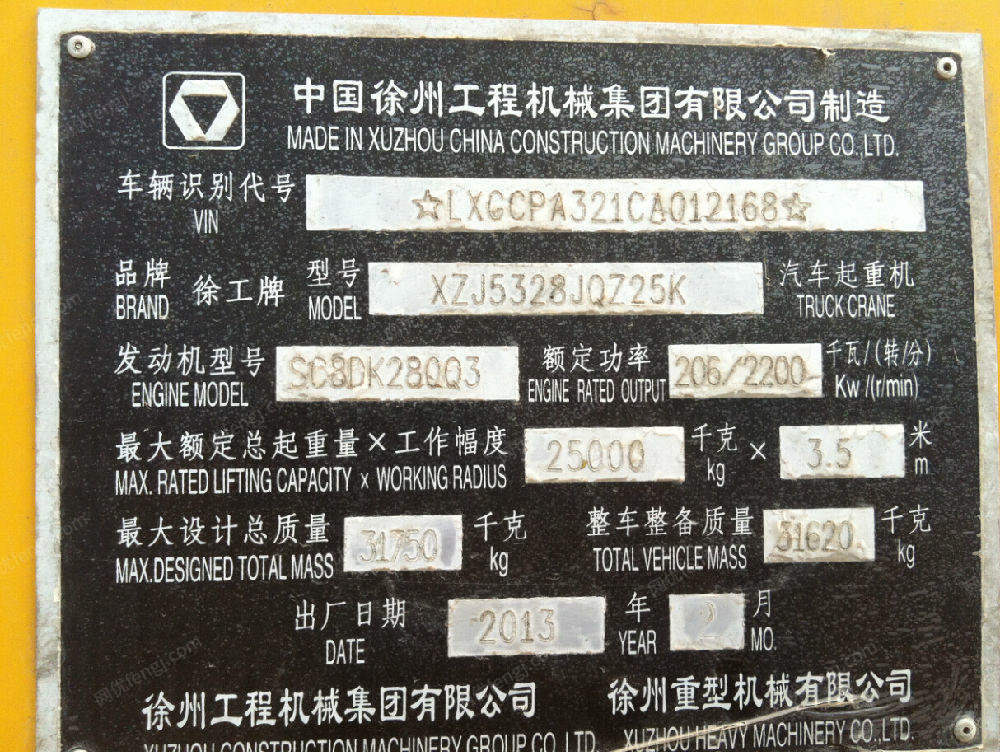 中国徐州工程机械集团有限公司制造
MADE IN XUZHOU CHINA CONSTRUCTION MACHINERY GROUP CO.,LTD.
车辆识别代号 ☆LXGCPA321CA012168☆
VIN
品牌 徐工牌 型号 XZJ5328JQZ25K 汽车起重机
BRAND MODEL TRUCK CRANE
发动机型号 SC8DK280Q3 额定功率 206/2200 千瓦/(转/分)
ENGINE MODEL ENGINE RATED OUTPUT Kw/(r/min)
最大额定总起重量×工作幅度 25000 千克 × 3.5 米
MAX. RATED LIFTING CAPACITY x WORKING RADIUS kg m
最大设计总质量 31750 千克 整车整备质量 31620 千克
MAX.DESIGNED TOTAL MASS kg TOTAL VEHICLE MASS kg
出厂日期 2013 年 2 月
DATE YEAR MO.
徐州工程机械集团有限公司 徐州重型机械有限公司
XUZHOU CONSTRUCTION MACHINERY GROUP CO.,LTD. XUZHOU HEAVY MACHINERY CO.,LTD.